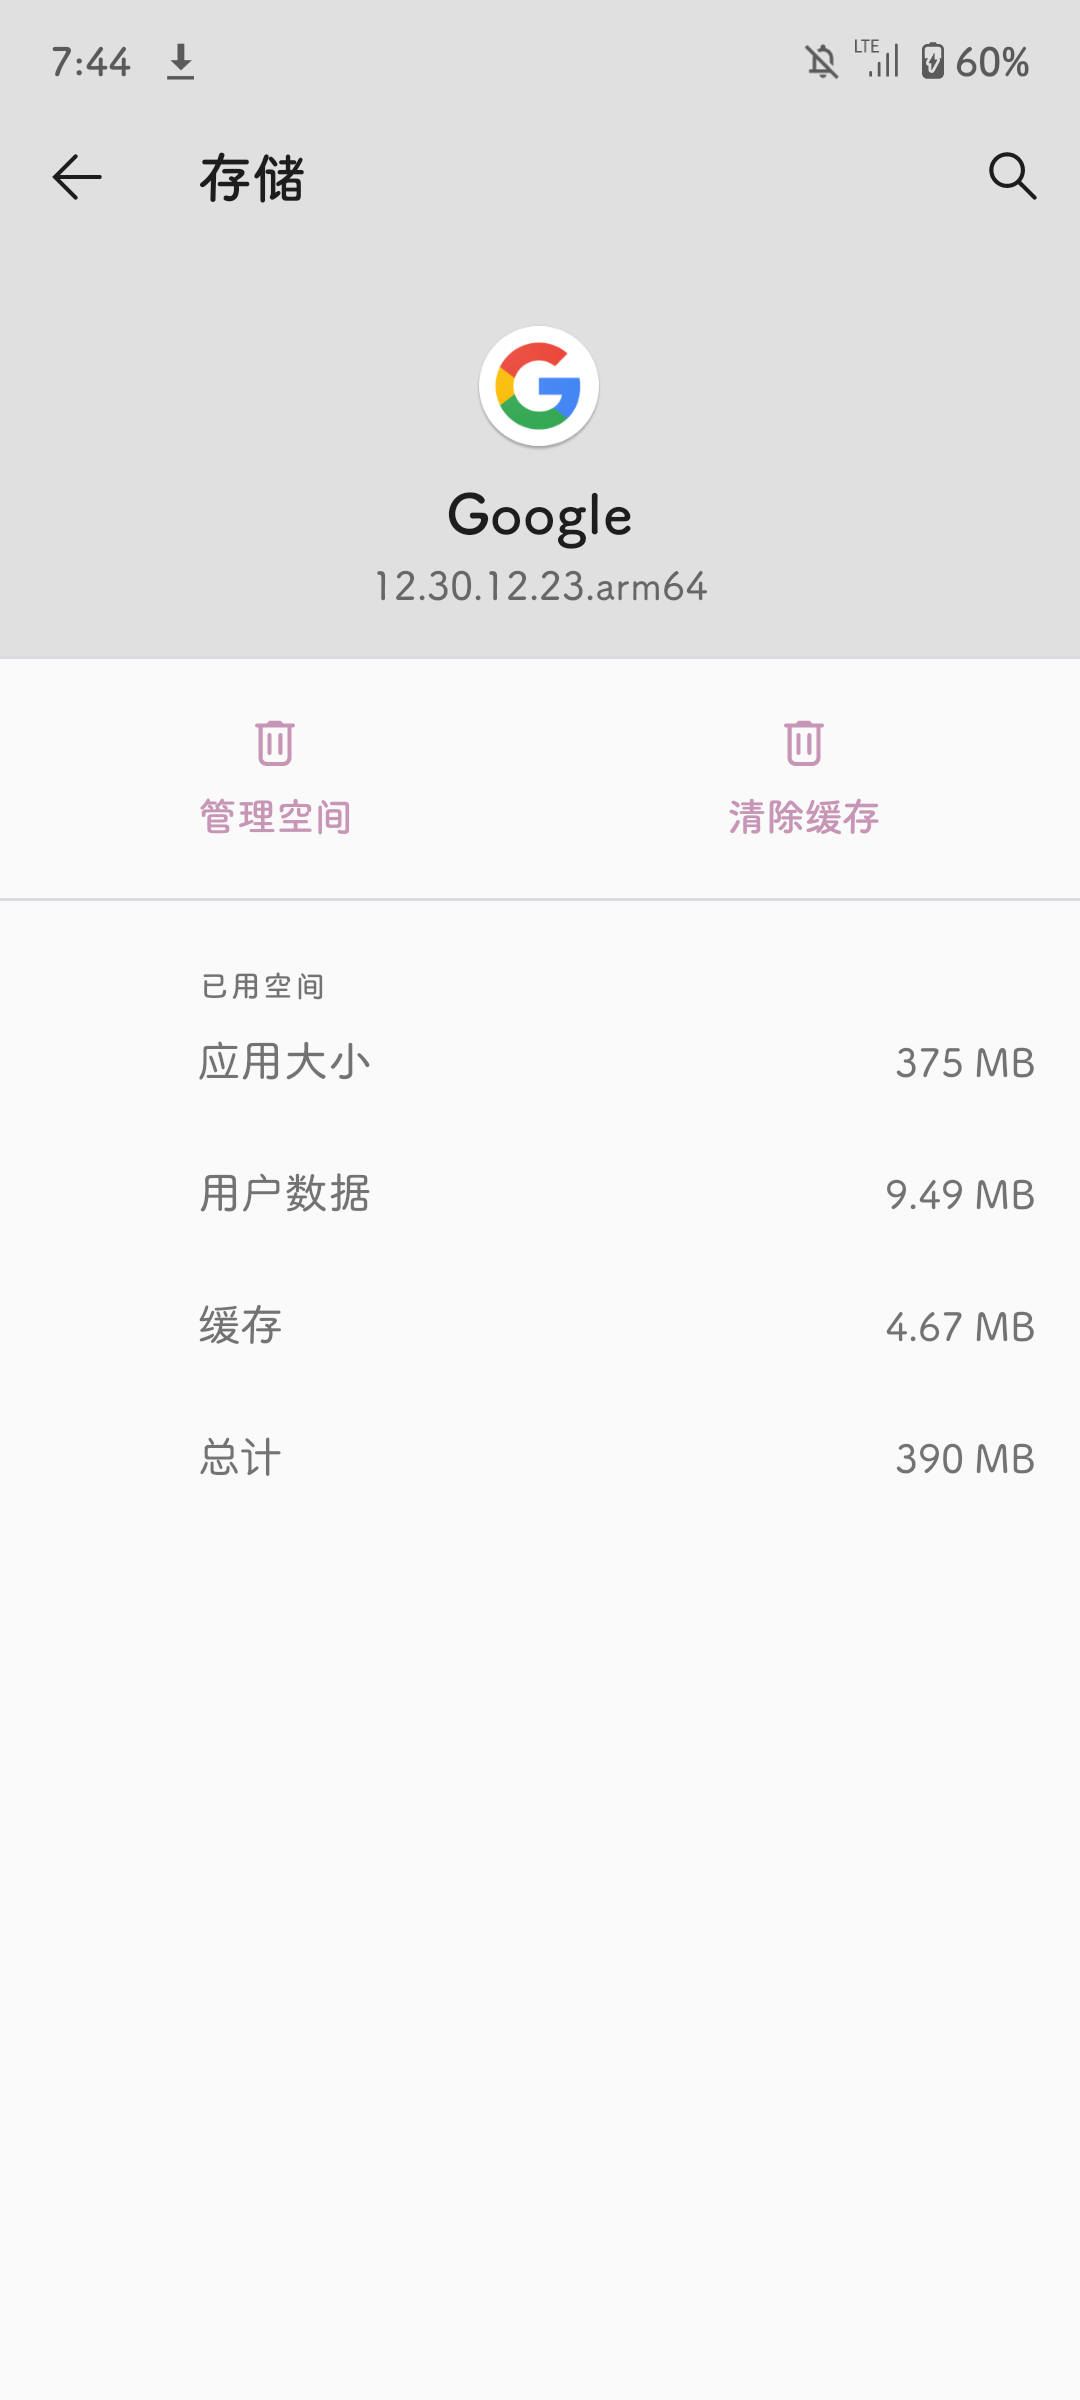 7:44 LTE 60%
存储
Google
12.30.12.23.arm64
管理空间 清除缓存
已用空间
应用大小 375 MB
用户数据 9.49 MB
缓存 4.67 MB
总计 390 MB